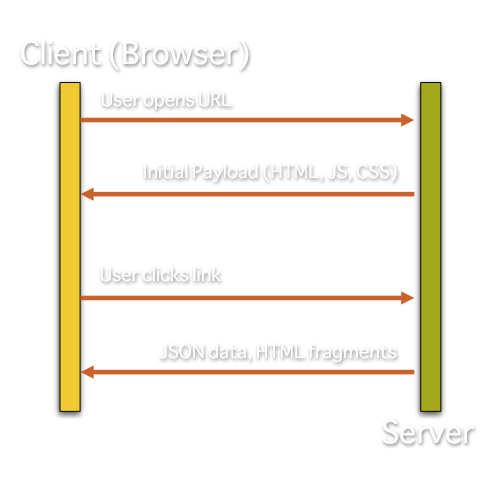 Client (Browser)
User opens URL
Initial Payload (HTML, JS, CSS)
User clicks link
JSON data, HTML fragments
Server